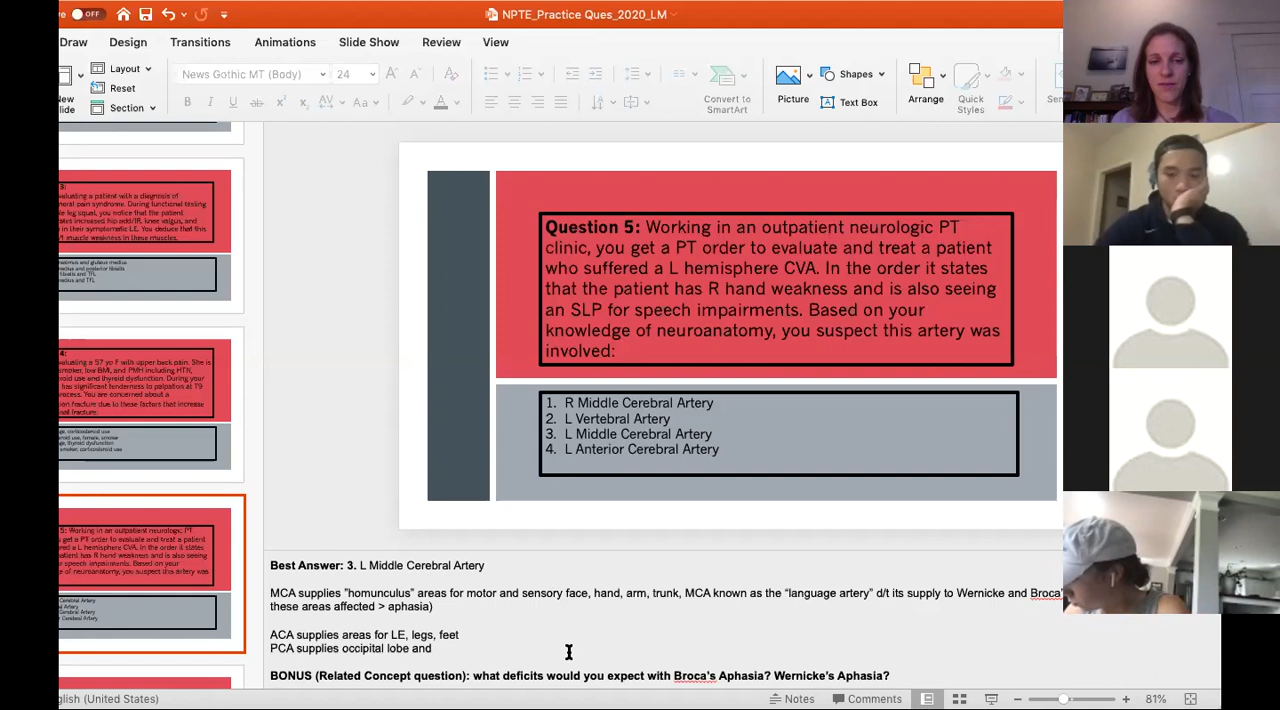 OFF
NPTE_Practice Ques_2020_LM
Draw Design Transitions Animations Slide Show Review View
Layout
Reset
Section
News Gothic MT (Body) 24
Convert to
SmartArt
Picture
Shapes
Text Box
Arrange
Quick
Styles
3:
4:
Question 5: Working in an outpatient neurologic PT
clinic, you get a PT order to evaluate and treat a patient
who suffered a L hemisphere CVA. In the order it states
that the patient has R hand weakness and is also seeing
an SLP for speech impairments. Based on your
knowledge of neuroanatomy, you suspect this artery was
involved:
1. R Middle Cerebral Artery
2. L Vertebral Artery
3. L Middle Cerebral Artery
4. L Anterior Cerebral Artery
Best Answer: 3. L Middle Cerebral Artery
MCA supplies "homunculus" areas for motor and sensory face, hand, arm, trunk, MCA known as the "language artery" d/t its supply to Wernicke and Broca'
these areas affected > aphasia)
ACA supplies areas for LE, legs, feet
PCA supplies occipital lobe and
BONUS (Related Concept question): what deficits would you expect with Broca's Aphasia? Wernicke's Aphasia?
glish (United States)
Notes Comments 81%